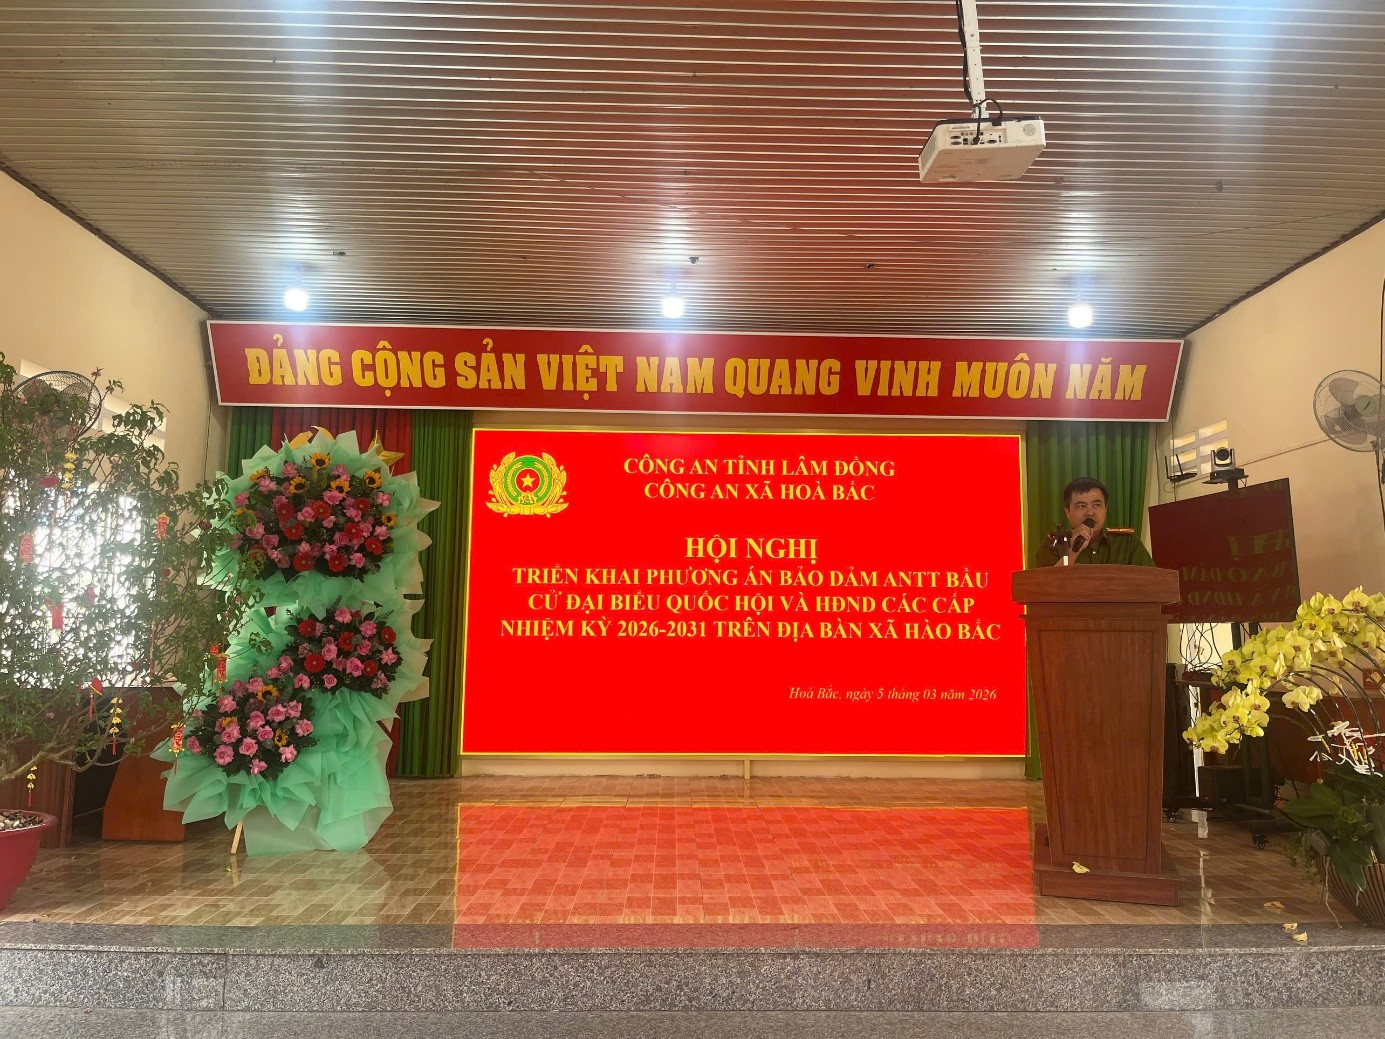 ĐẢNG CỘNG SẢN VIỆT NAM QUANG VINH MUÔN NĂM
CÔNG AN TỈNH LÂM ĐỒNG
CÔNG AN XÃ HOÀ BẮC
HỘI NGHỊ
TRIỂN KHAI PHƯƠNG ÁN BẢO DẢM ANTT BẦU
CỬ ĐẠI BIỂU QUỐC HỘI VÀ HĐND CÁC CẤP
NHIỆM KỲ 2026-2031 TRÊN ĐỊA BÀN XÃ HÀO BẮC
Hoà Bắc, ngày 5 tháng 03 năm 2026